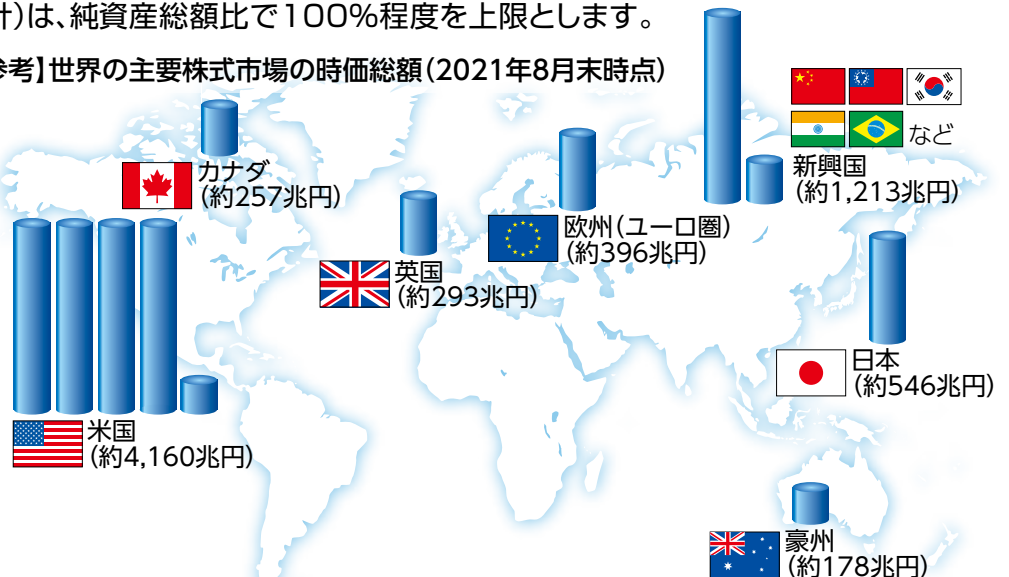 計)は、純資産総額比で100%程度を上限とします。
参考】世界の主要株式市場の時価総額(2021年8月末時点)
カナダ
(約257兆円)
など
新興国
(約1,213兆円)
欧州(ユーロ圏)
(約396兆円)
英国
(約293兆円)
日本
(約546兆円)
米国
(約4,160兆円)
豪州
(約178兆円)